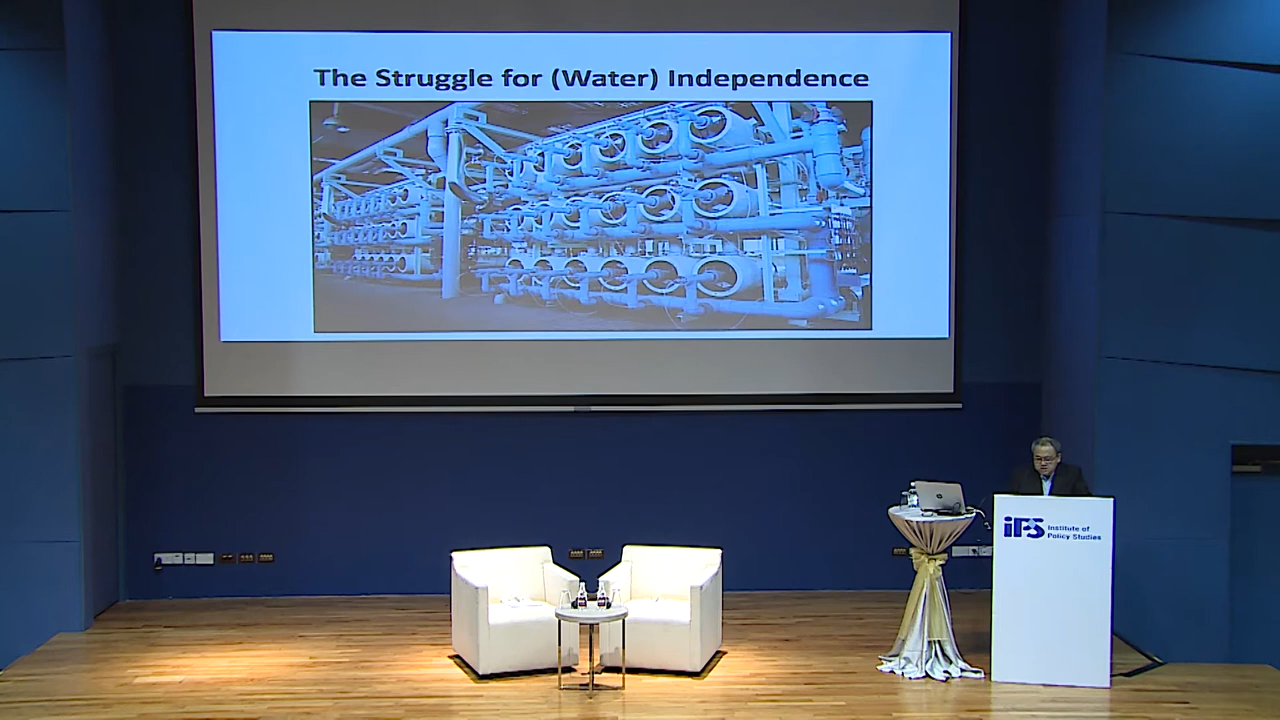 The Struggle for (Water) Independence
iPS Institute of
Policy Studies